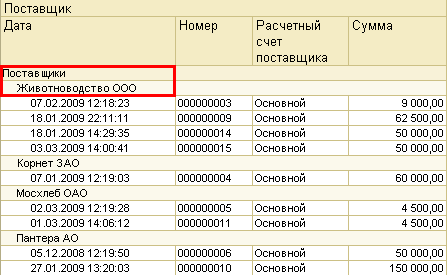 Поставщик
Дата Номер Расчетный счет поставщика Сумма
Поставщики
Животноводство ООО
07.02.2009 12:18:23 000000003 Основной 9 000,00
18.01.2009 22:11:11 000000009 Основной 62 500,00
18.01.2009 14:29:35 000000014 Основной 50 000,00
03.03.2009 14:00:41 000000015 Основной 50 000,00
Корнет ЗАО
07.01.2009 12:19:03 000000004 Основной 60 000,00
Мосхлеб ОАО
02.03.2009 12:19:28 000000005 Основной 4 500,00
01.03.2009 14:06:12 000000011 Основной 4 500,00
Пантера АО
05.12.2008 12:19:50 000000006 Основной 50 000,00
27.01.2009 13:20:03 000000010 Основной 150 000,00